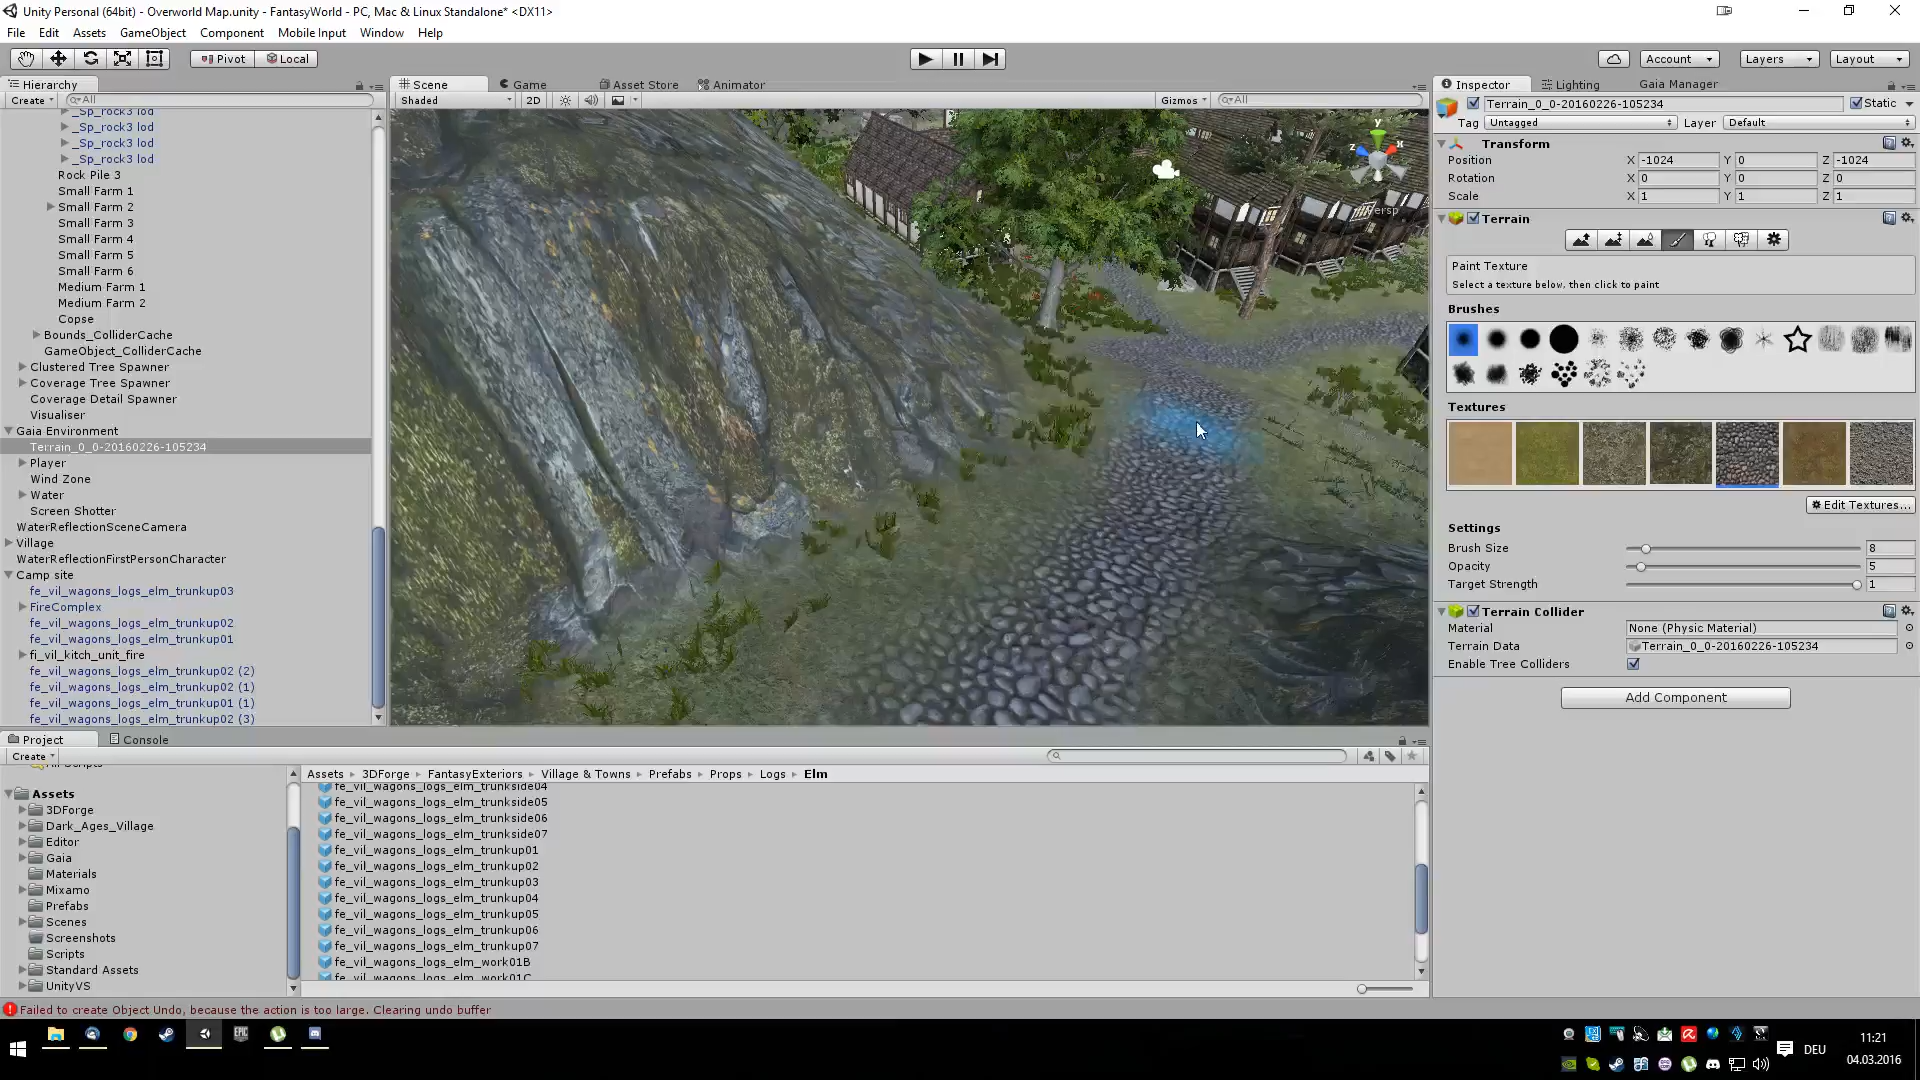 Unity Personal (64bit) - Overworld Map.unity - FantasyWorld - PC, Mac & Linux Standalone* <DX11>
File Edit Assets GameObject Component Mobile Input Window Help
Pivot Local
Account Layers Layout
Hierarchy
Create All
_Sp_rock3 lod
_Sp_rock3 lod
_Sp_rock3 lod
_Sp_rock3 lod
Rock Pile 3
Small Farm 1
Small Farm 2
Small Farm 3
Small Farm 4
Small Farm 5
Small Farm 6
Medium Farm 1
Medium Farm 2
Copse
Bounds_ColliderCache
GameObject_ColliderCache
Clustered Tree Spawner
Coverage Tree Spawner
Coverage Detail Spawner
Visualiser
Gaia Environment
Terrain_0_0-20160226-105234
Player
Wind Zone
Water
Screen Shotter
WaterReflectionSceneCamera
Village
WaterReflectionFirstPersonCharacter
Camp site
fe_vil_wagons_logs_elm_trunkup03
FireComplex
fe_vil_wagons_logs_elm_trunkup02
fe_vil_wagons_logs_elm_trunkup01
fi_vil_kitch_unit_fire
fe_vil_wagons_logs_elm_trunkup02 (2)
fe_vil_wagons_logs_elm_trunkup02 (1)
fe_vil_wagons_logs_elm_trunkup01 (1)
fe_vil_wagons_logs_elm_trunkup02 (3)
Scene Game Asset Store Animator
Shaded 2D Gizmos All
y
z x
Persp
Inspector Lighting Gaia Manager
Terrain_0_0-20160226-105234 Static
Tag Untagged Layer Default
Transform
Position X -1024 Y 0 Z -1024
Rotation X 0 Y 0 Z 0
Scale X 1 Y 1 Z 1
Terrain
Paint Texture
Select a texture below, then click to paint
Brushes
Textures
Edit Textures...
Settings
Brush Size 8
Opacity 5
Target Strength 1
Terrain Collider
Material None (Physic Material)
Terrain Data Terrain_0_0-20160226-105234
Enable Tree Colliders
Add Component
Project Console
Create
All Scripts
Assets
3DForge
Dark_Ages_Village
Editor
Gaia
Materials
Mixamo
Prefabs
Scenes
Screenshots
Scripts
Standard Assets
UnityVS
Assets 3DForge FantasyExteriors Village & Towns Prefabs Props Logs Elm
fe_vil_wagons_logs_elm_trunkside04
fe_vil_wagons_logs_elm_trunkside05
fe_vil_wagons_logs_elm_trunkside06
fe_vil_wagons_logs_elm_trunkside07
fe_vil_wagons_logs_elm_trunkup01
fe_vil_wagons_logs_elm_trunkup02
fe_vil_wagons_logs_elm_trunkup03
fe_vil_wagons_logs_elm_trunkup04
fe_vil_wagons_logs_elm_trunkup05
fe_vil_wagons_logs_elm_trunkup06
fe_vil_wagons_logs_elm_trunkup07
fe_vil_wagons_logs_elm_work01B
fe_vil_wagons_logs_elm_work01C
Failed to create Object Undo, because the action is too large. Clearing undo buffer
EPIC
DEU
11:21
04.03.2016